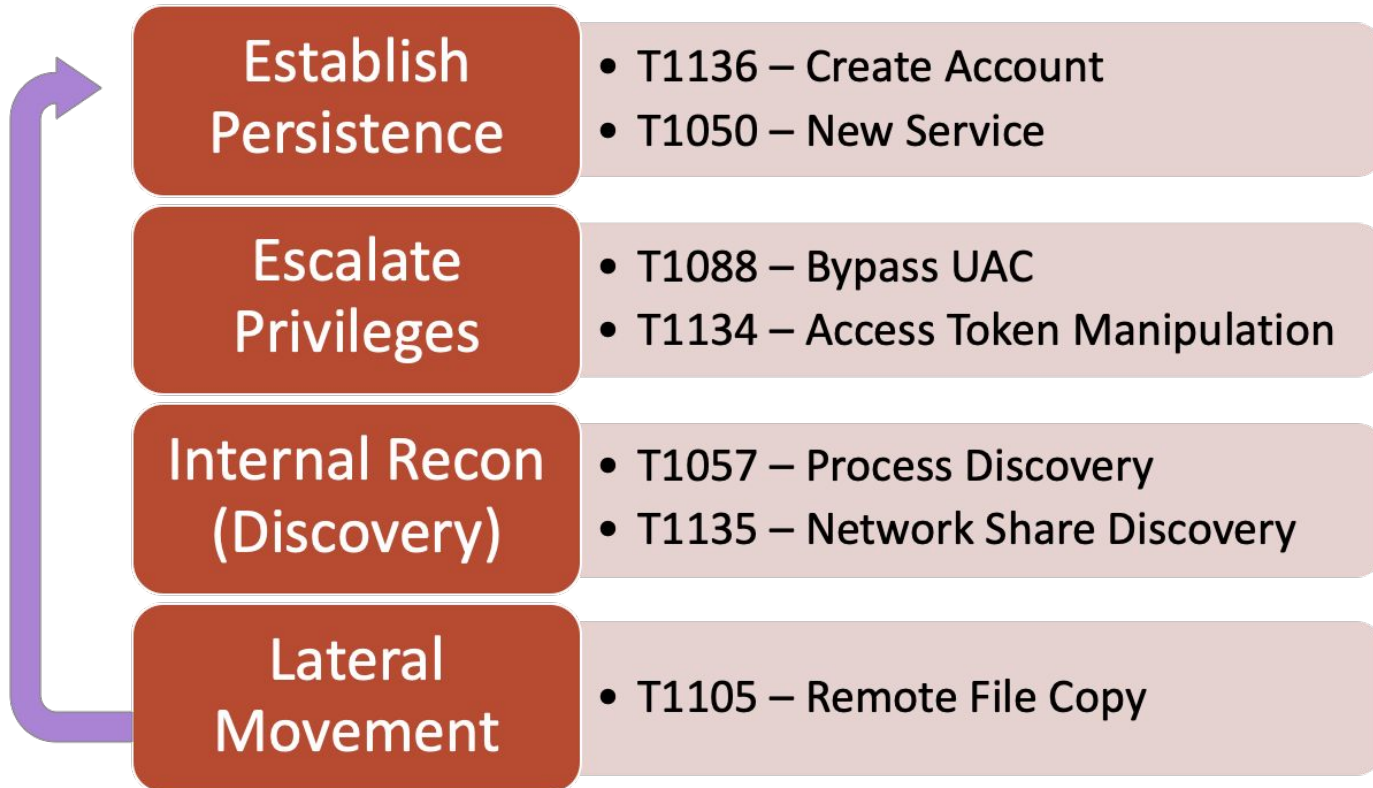 Establish
Persistence
• T1136 – Create Account
• T1050 – New Service
Escalate
Privileges
• T1088 – Bypass UAC
• T1134 – Access Token Manipulation
Internal Recon
(Discovery)
• T1057 – Process Discovery
• T1135 – Network Share Discovery
Lateral
Movement
• T1105 – Remote File Copy